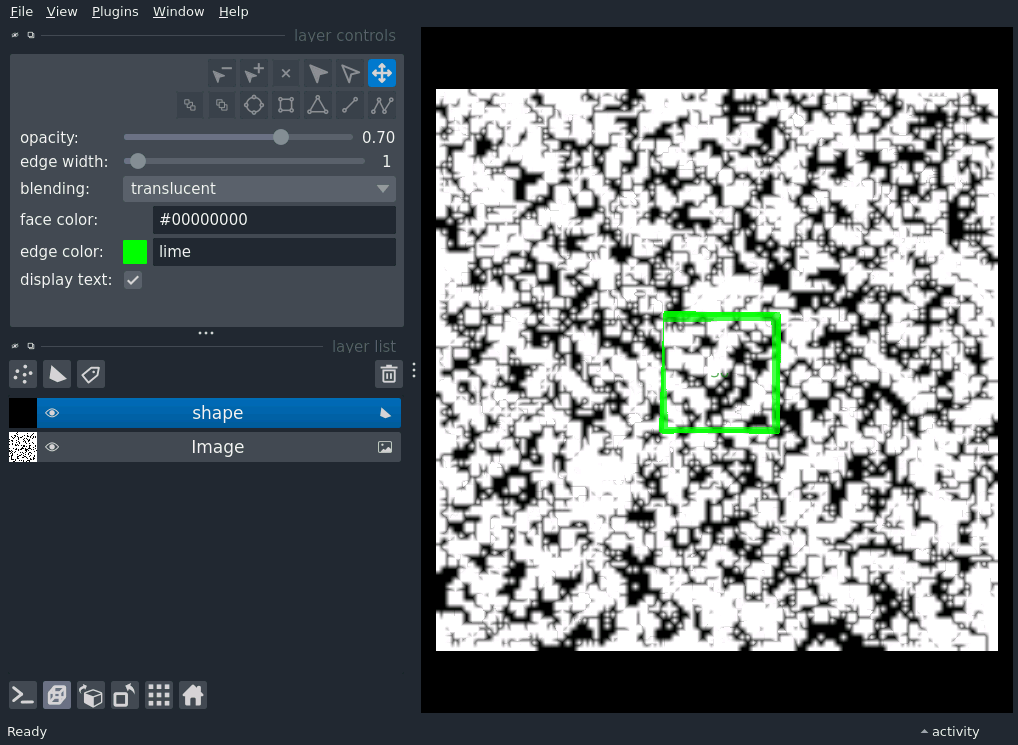 File View Plugins Window Help
layer controls
opacity: 0.70
edge width: 1
blending: translucent
face color: #00000000
edge color: lime
display text:
layer list
shape
Image
Ready
activity